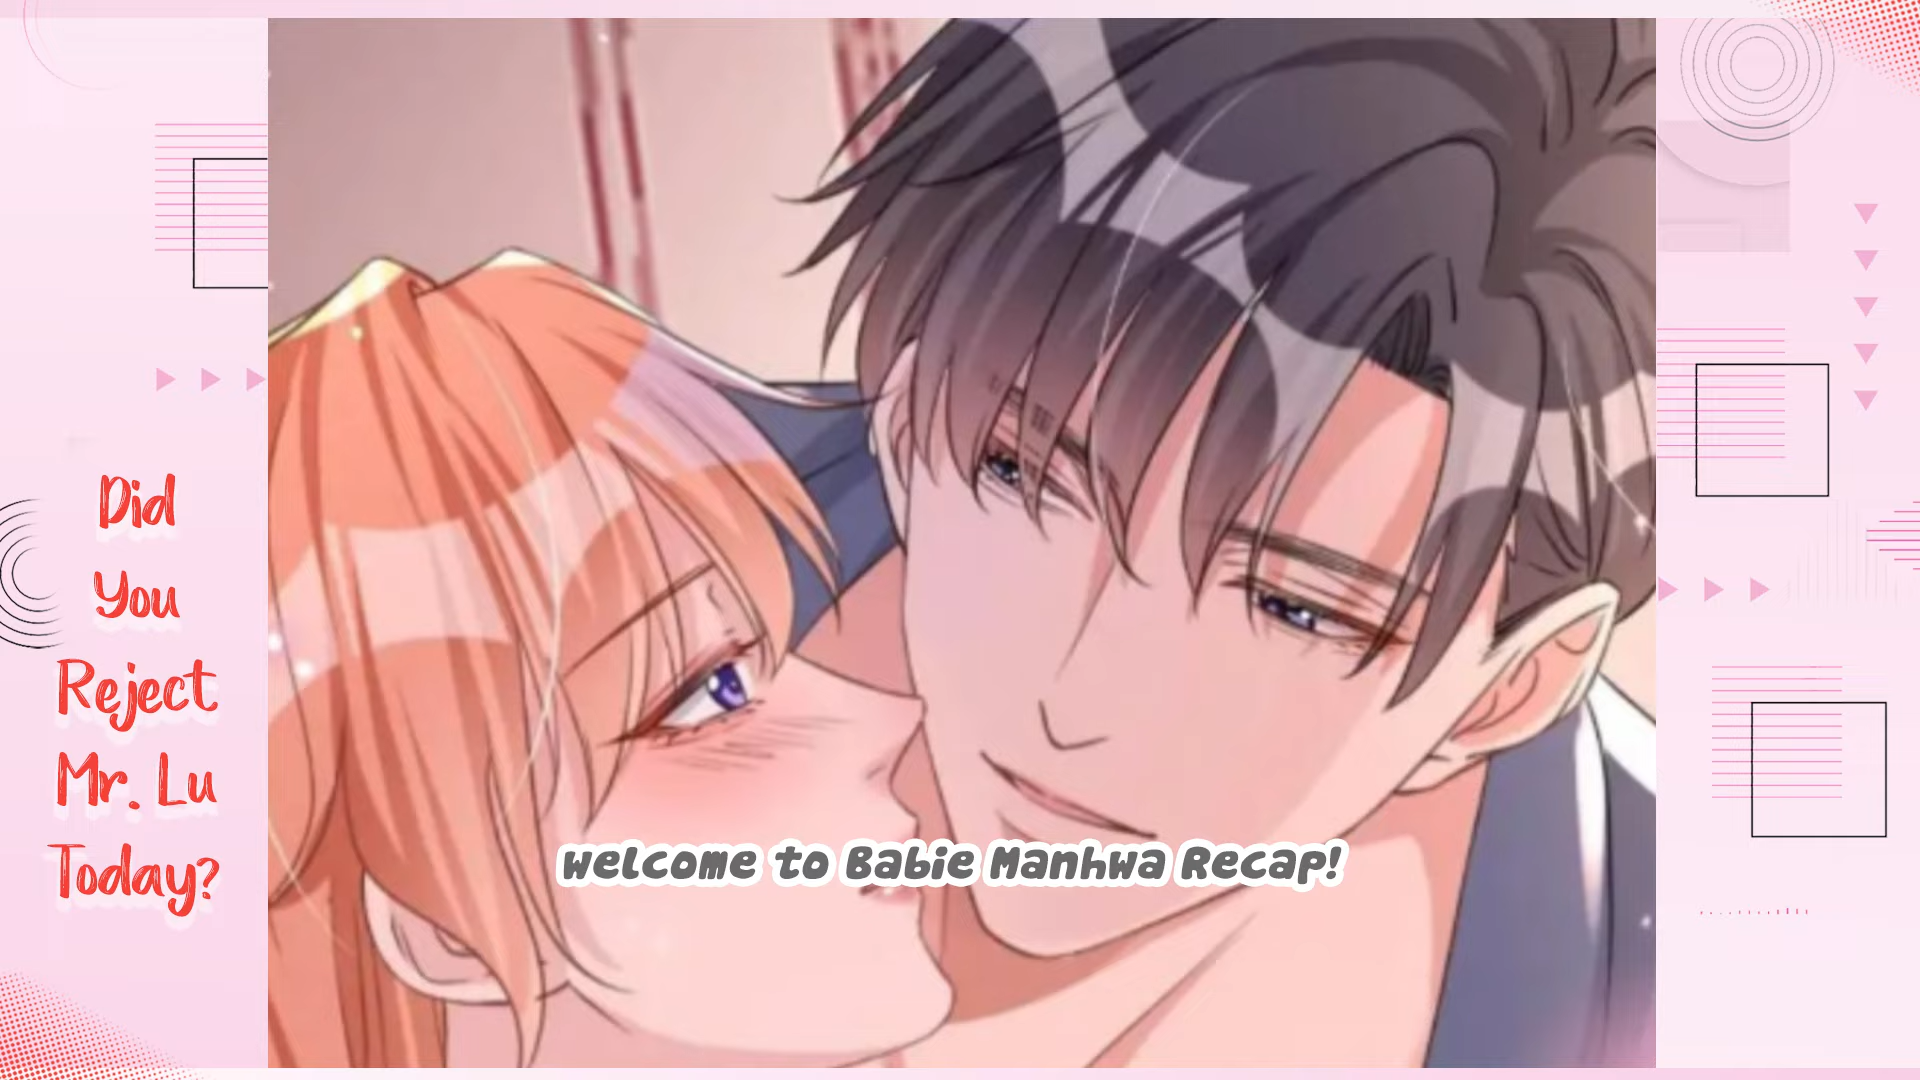 Did
You
Reject
Mr. Lu
Today?
welcome to Babie Manhwa Recap!